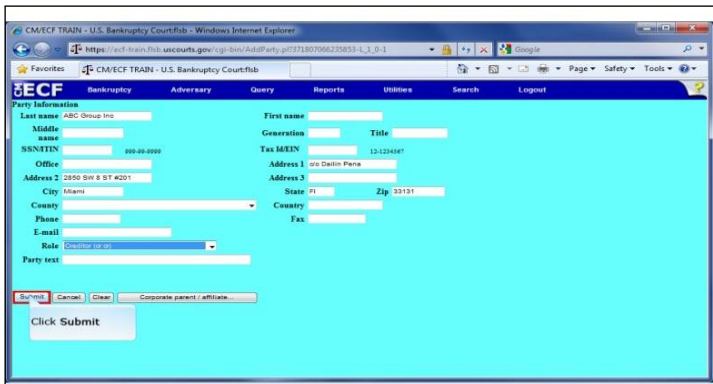 CM/ECF TRAIN - U.S. Bankruptcy Court:flsb - Windows Internet Explorer
https://ecf-train.flsb.uscourts.gov/cgi-bin/AddParty.pl?371807066235853-L_1_0-1 Google
Favorites CM/ECF TRAIN - U.S. Bankruptcy Court:flsb Page Safety Tools
ECF Bankruptcy Adversary Query Reports Utilities Search Logout
Party Information
Last name ABC Group Inc First name
Middle name Generation Title
SSN/ITIN 000-00-0000 Tax Id/EIN 12-1234567
Office Address 1 c/o Dailin Pena
Address 2 2850 SW 8 ST #201 Address 3
City Miami State Fl Zip 33131
County Country
Phone Fax
E-mail
Role Creditor (cr:cr)
Party text
Submit Cancel Clear Corporate parent / affiliate...
Click Submit